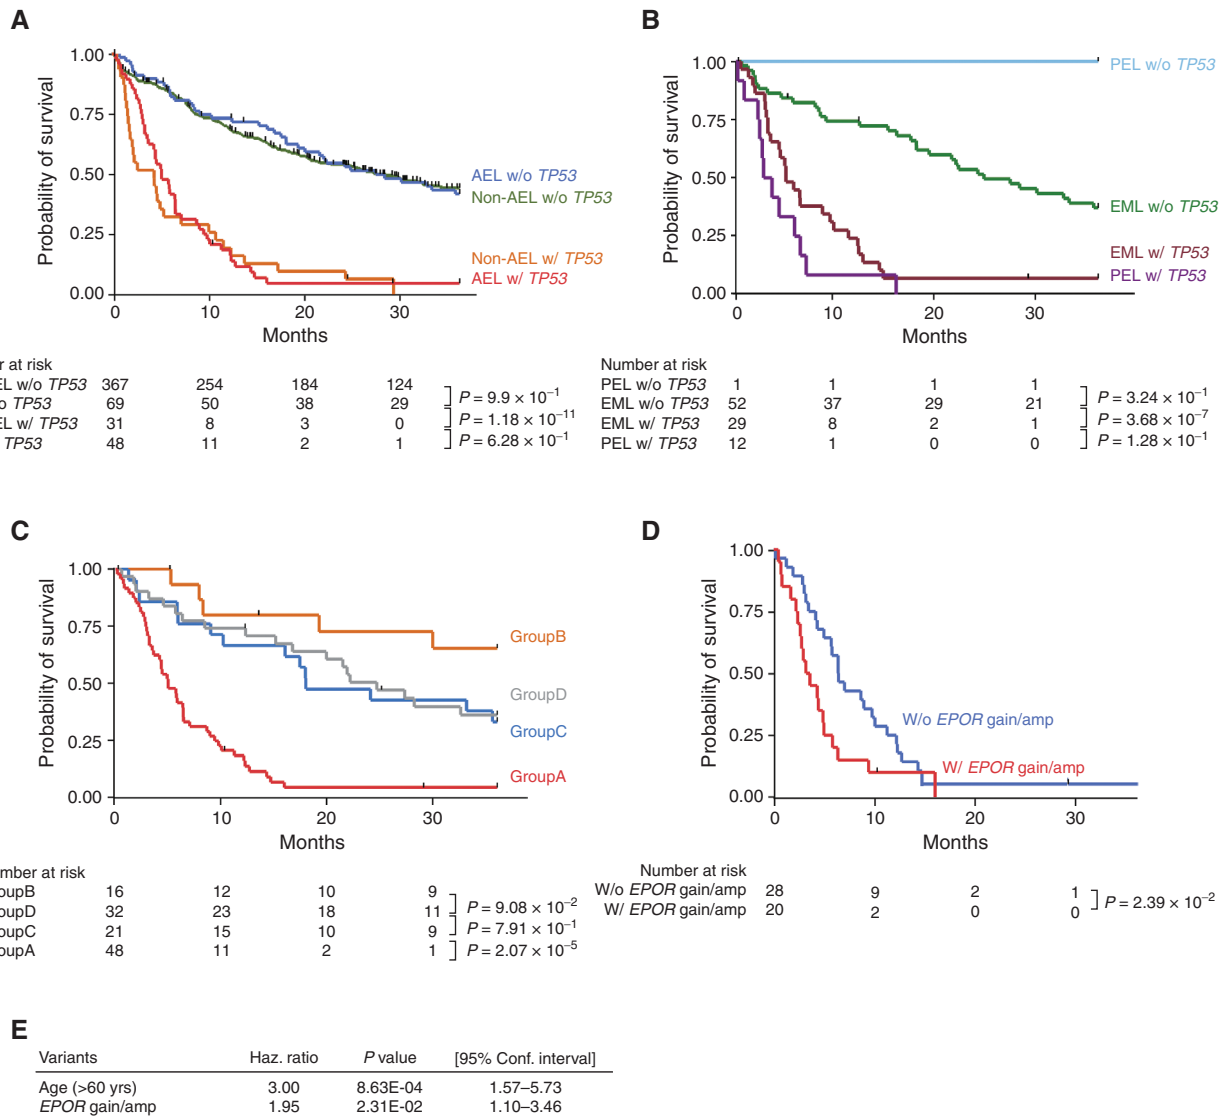 A
B
Probability of survival
1.00
0.75
0.50
0.25
0.00
0
10
20
30
Months
AEL w/o TP53
Non-AEL w/o TP53
Non-AEL w/ TP53
AEL w/ TP53
r at risk
EL w/o TP53 367 254 184 124
o TP53 69 50 38 29
EL w/ TP53 31 8 3 0
TP53 48 11 2 1
P = 9.9 × 10−1
P = 1.18 × 10−11
P = 6.28 × 10−1
Probability of survival
1.00
0.75
0.50
0.25
0.00
0
10
20
30
Months
PEL w/o TP53
EML w/o TP53
EML w/ TP53
PEL w/ TP53
Number at risk
PEL w/o TP53 1 1 1 1
EML w/o TP53 52 37 29 21
EML w/ TP53 29 8 2 1
PEL w/ TP53 12 1 0 0
P = 3.24 × 10−1
P = 3.68 × 10−7
P = 1.28 × 10−1
C
D
Probability of survival
1.00
0.75
0.50
0.25
0.00
0
10
20
30
Months
GroupB
GroupD
GroupC
GroupA
mber at risk
oupB 16 12 10 9
oupD 32 23 18 11
oupC 21 15 10 9
oupA 48 11 2 1
P = 9.08 × 10−2
P = 7.91 × 10−1
P = 2.07 × 10−5
Probability of survival
1.00
0.75
0.50
0.25
0.00
0
10
20
30
Months
W/o EPOR gain/amp
W/ EPOR gain/amp
Number at risk
W/o EPOR gain/amp 28 9 2 1
W/ EPOR gain/amp 20 2 0 0
P = 2.39 × 10−2
E
Variants Haz. ratio P value [95% Conf. interval]
Age (>60 yrs) 3.00 8.63E-04 1.57–5.73
EPOR gain/amp 1.95 2.31E-02 1.10–3.46